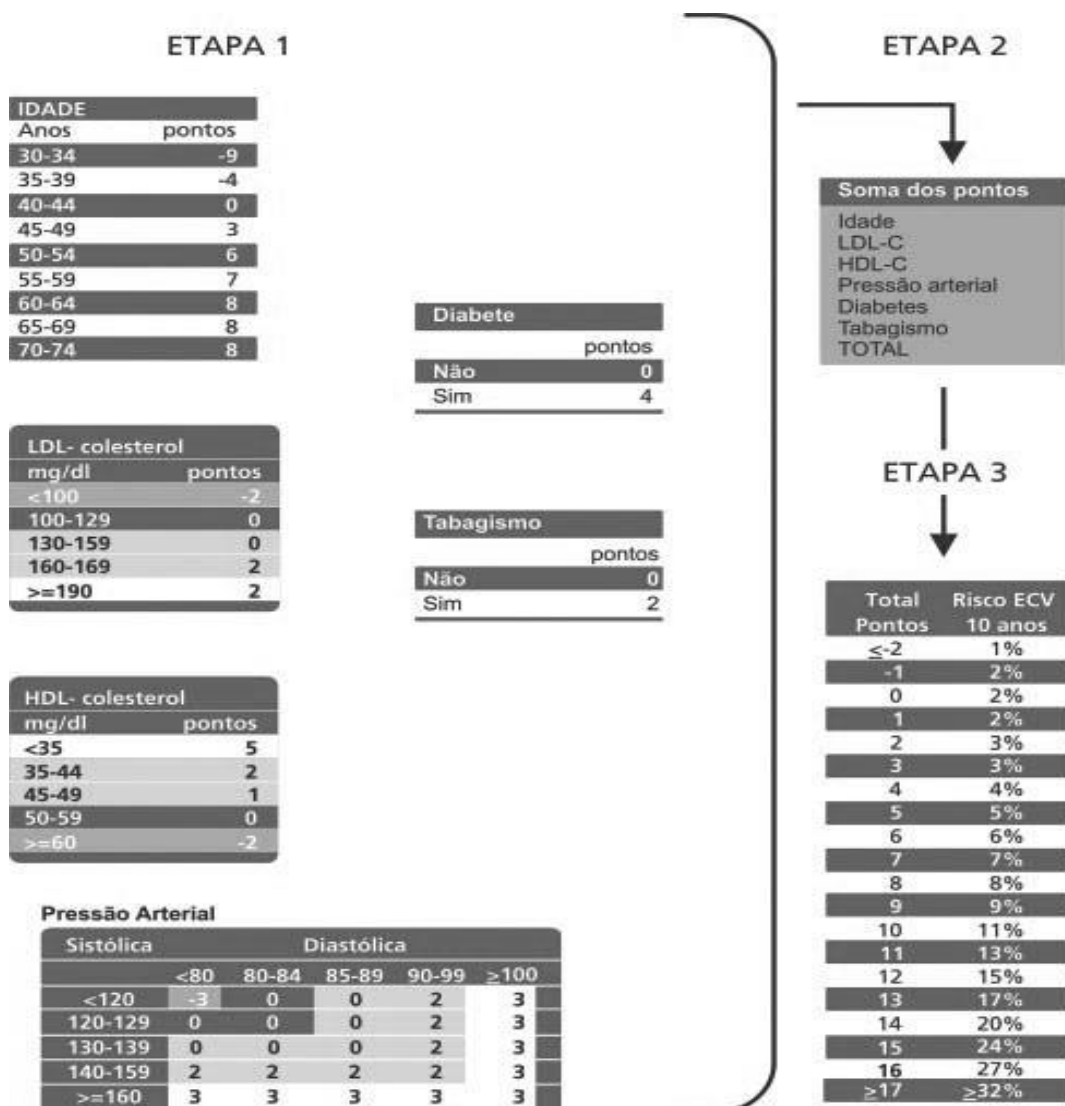 ETAPA 1
IDADE
Anos pontos
30-34 -9
35-39 -4
40-44 0
45-49 3
50-54 6
55-59 7
60-64 8
65-69 8
70-74 8
Diabete
pontos
Não 0
Sim 4
LDL- colesterol
mg/dl pontos
<100 -2
100-129 0
130-159 0
160-169 2
>=190 2
Tabagismo
pontos
Não 0
Sim 2
HDL- colesterol
mg/dl pontos
<35 5
35-44 2
45-49 1
50-59 0
>=60 -2
Pressão Arterial
Sistólica Diastólica
<80 80-84 85-89 90-99 ≥100
<120 -3 0 0 2 3
120-129 0 0 0 2 3
130-139 0 0 0 2 3
140-159 2 2 2 2 3
>=160 3 3 3 3 3
ETAPA 2
Soma dos pontos
Idade
LDL-C
HDL-C
Pressão arterial
Diabetes
Tabagismo
TOTAL
ETAPA 3
Total Risco ECV
Pontos 10 anos
≤-2 1%
-1 2%
0 2%
1 2%
2 3%
3 3%
4 4%
5 5%
6 6%
7 7%
8 8%
9 9%
10 11%
11 13%
12 15%
13 17%
14 20%
15 24%
16 27%
≥17 ≥32%